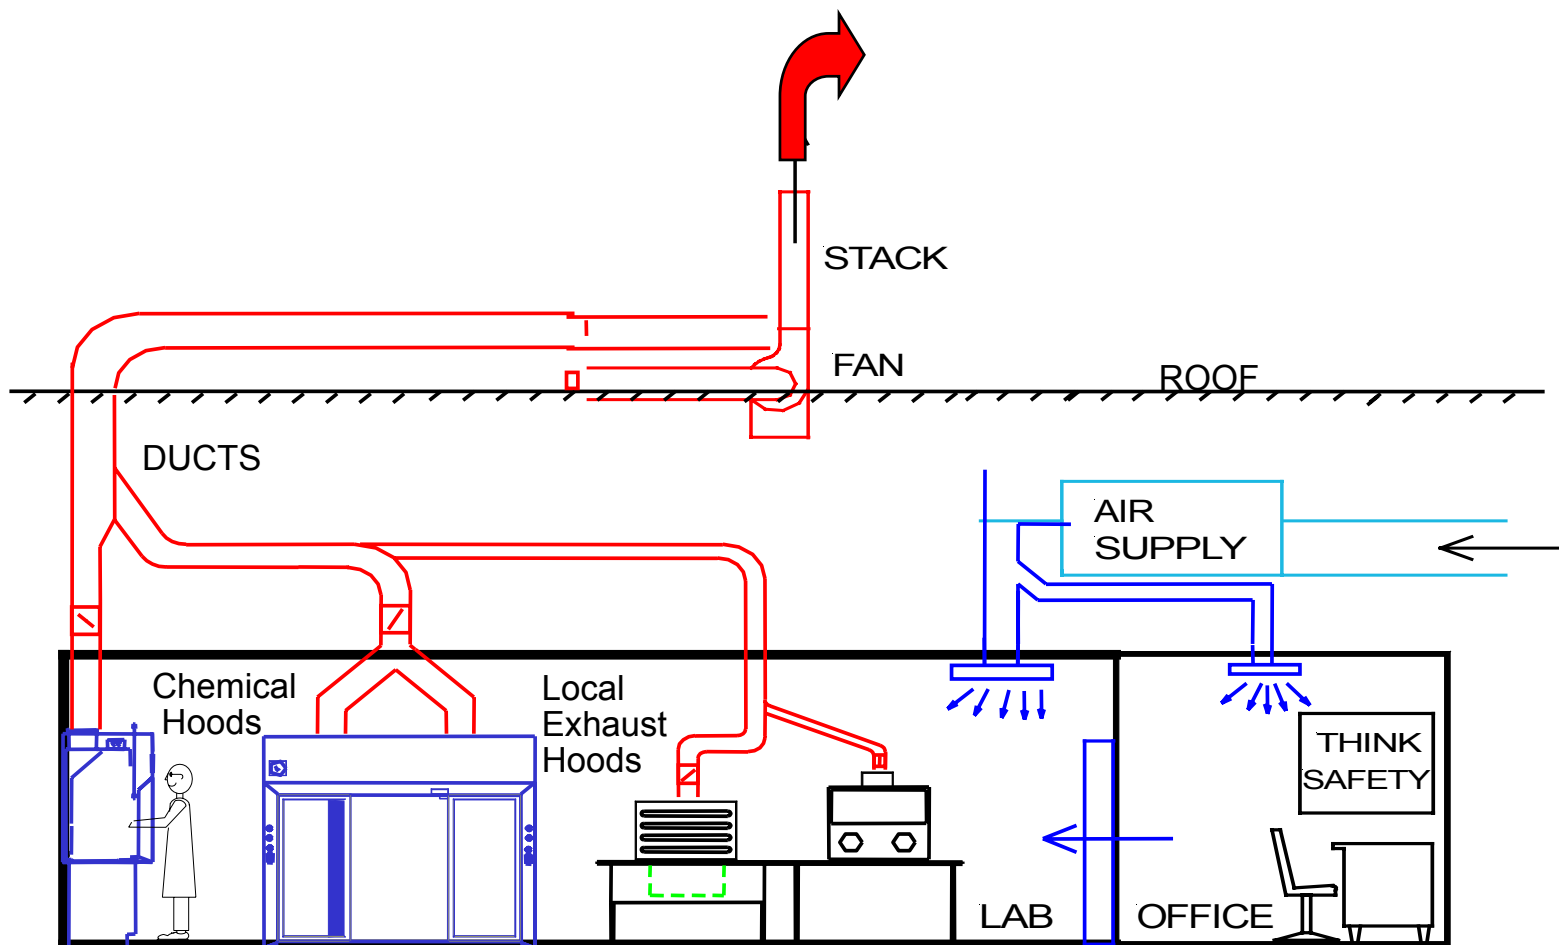 STACK
FAN
ROOF
DUCTS
AIR
SUPPLY
Chemical
Hoods
Local
Exhaust
Hoods
THINK
SAFETY
LAB
OFFICE